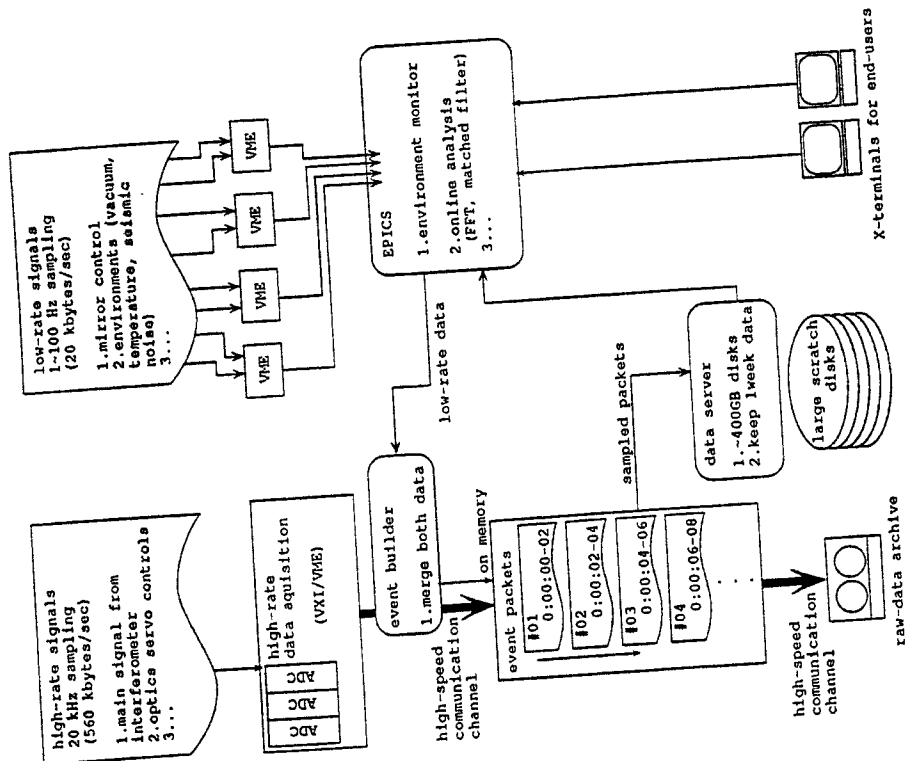 high-rate signals
20 kHz sampling
(560 kbytes/sec)
1.main signal from
interferometer
2.optics servo controls
3...
low-rate signals
1~100 Hz sampling
(20 kbytes/sec)
1.mirror control
2.environments (vacuum,
temperature, seismic
noise)
3...
high-rate
data aquisition
(VXI/VME)
ADC
ADC
ADC
VME
VME
VME
VME
event builder
1.merge both data
low-rate data
EPICS
1.environment monitor
2.online analysis
(FFT, matched filter)
3...
high-speed
communication
channel
on memory
event packets
#01
0:00:00-02
#02
0:00:02-04
#03
0:00:04-06
#04
0:00:06-08
. . .
sampled packets
data server
1.~400GB disks
2.keep 1week data
high-speed
communication
channel
raw-data archive
large scratch
disks
X-terminals for end-users